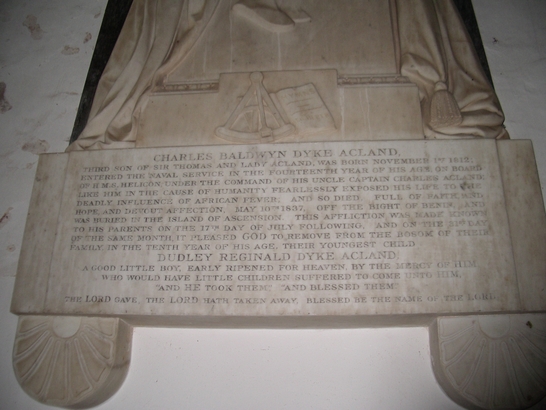 CHARLES BALDWYN DYKE ACLAND,
THIRD SON OF SIR THOMAS AND LADY ACLAND, WAS BORN NOVEMBER 1ST 1812;
ENTERED THE NAVAL SERVICE IN THE FOURTEENTH YEAR OF HIS AGE ON BOARD
OF H.M.S. HELICON; UNDER THE COMMAND OF HIS UNCLE CAPTAIN CHARLES ACLAND,
LIKE HIM IN THE CAUSE OF HUMANITY FEARLESSLY EXPOSED HIS LIFE TO THE
DEADLY INFLUENCE OF AFRICAN FEVER; AND SO DIED FULL OF FAITH, AND
HOPE, AND DEVOUT AFFECTION, MAY 10TH 1837, OFF THE BIGHT OF BENIN, AND
WAS BURIED IN THE ISLAND OF ASCENSION. THIS AFFLICTION WAS MADE KNOWN
TO HIS PARENTS ON THE 17TH DAY OF JULY FOLLOWING, AND ON THE DAY
OF THE SAME MONTH, IT PLEASED GOD TO REMOVE FROM THE BOSOM OF THEIR
FAMILY, IN THE TENTH YEAR OF HIS AGE, THEIR YOUNGEST CHILD
DUDLEY REGINALD DYKE ACLAND,
A GOOD LITTLE BOY, EARLY RIPENED FOR HEAVEN, BY THE MERCY OF HIM
WHO WOULD HAVE LITTLE CHILDREN SUFFERED TO COME UNTO HIM,
"AND HE TOOK THEM," "AND BLESSED THEM"
THE LORD GAVE, THE LORD HATH TAKEN AWAY, BLESSED BE THE NAME OF THE LORD.